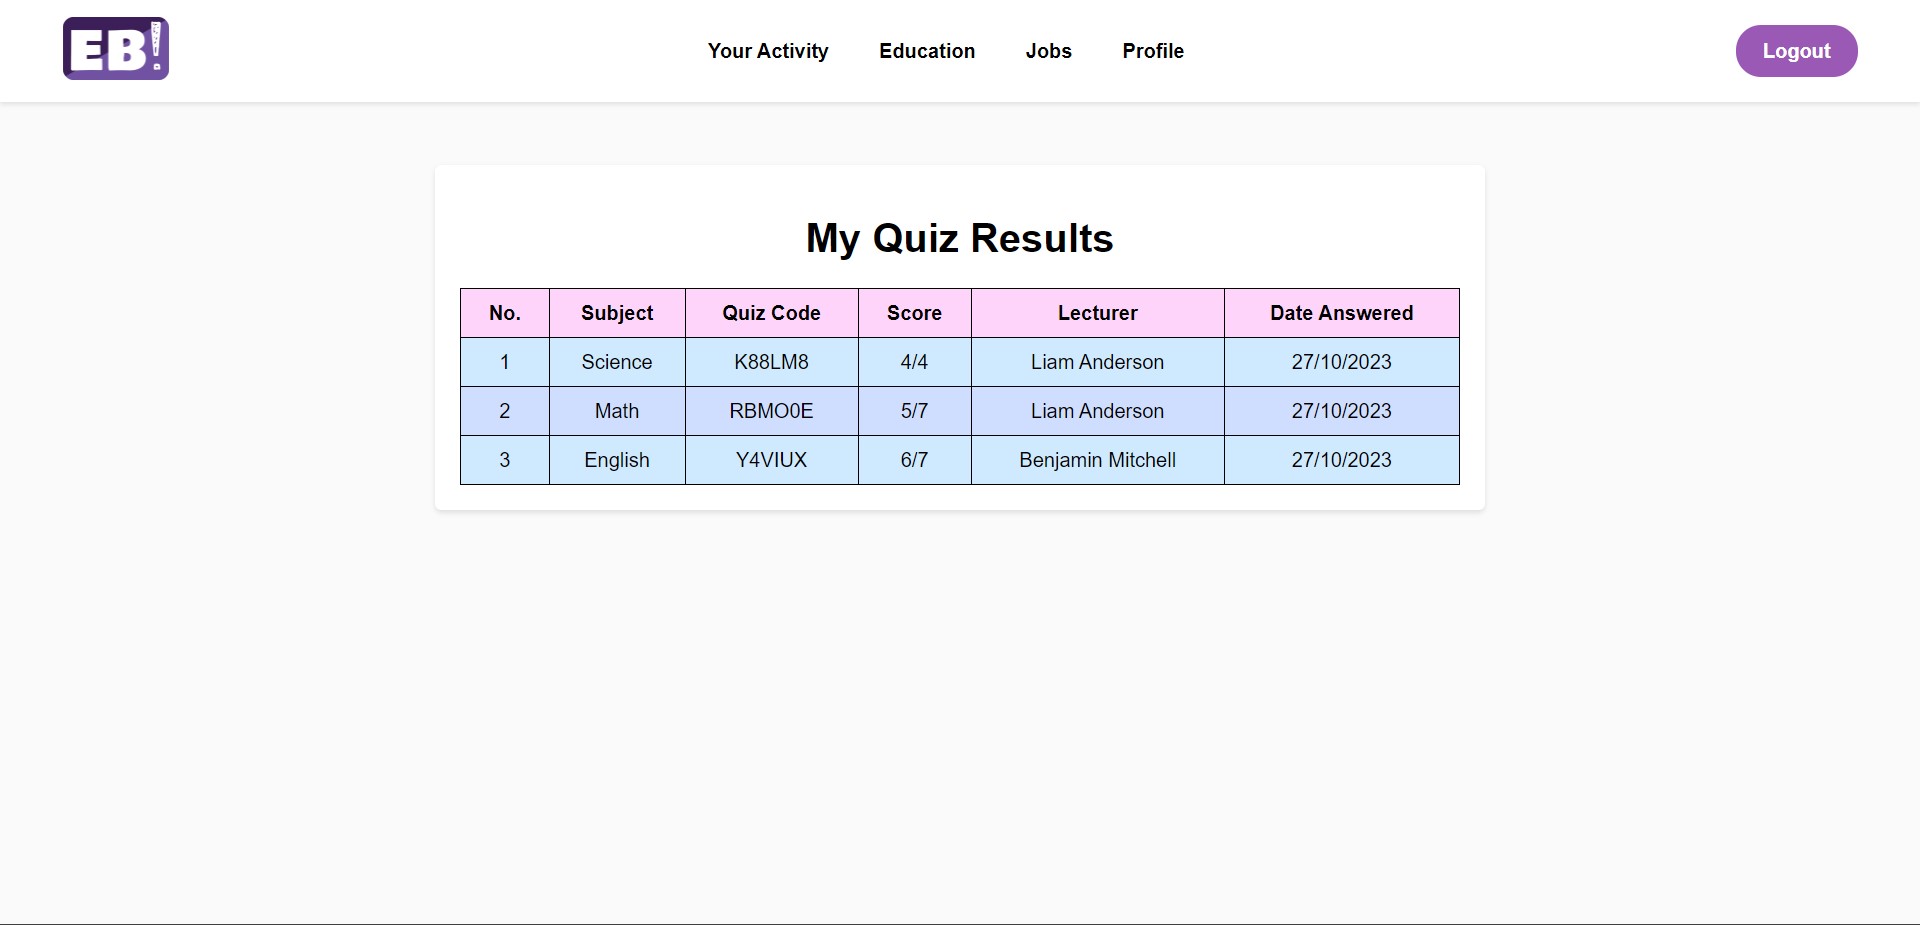 EB! Your Activity Education Jobs Profile Logout
My Quiz Results
No. Subject Quiz Code Score Lecturer Date Answered
1 Science K88LM8 4/4 Liam Anderson 27/10/2023
2 Math RBMO0E 5/7 Liam Anderson 27/10/2023
3 English Y4VIUX 6/7 Benjamin Mitchell 27/10/2023